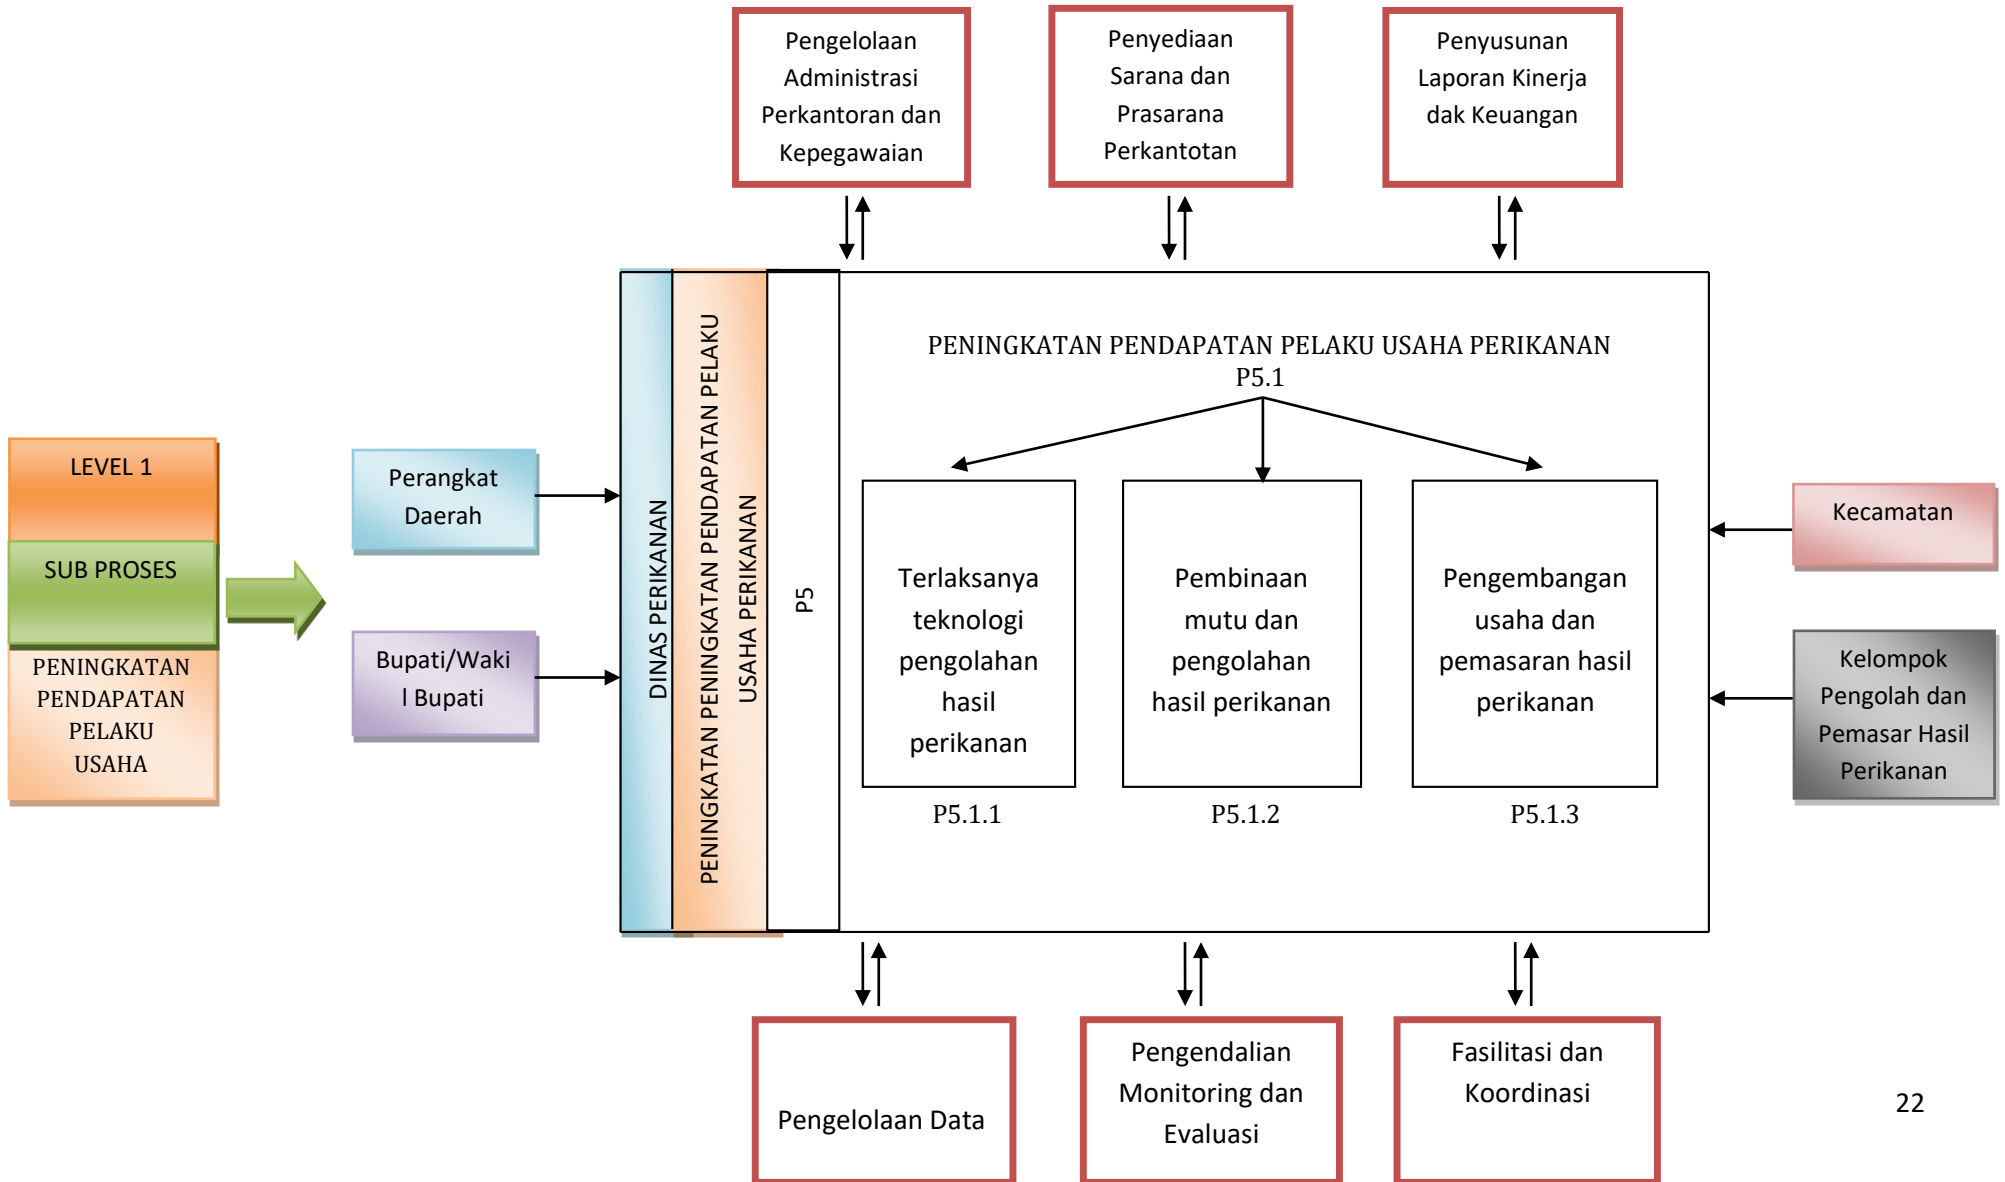 Pengelolaan
Administrasi
Perkantoran dan
Kepegawaian
Penyediaan
Sarana dan
Prasarana
Perkantotan
Penyusunan
Laporan Kinerja
dak Keuangan
LEVEL 1
SUB PROSES
PENINGKATAN
PENDAPATAN
PELAKU
USAHA
Perangkat
Daerah
Bupati/Waki
l Bupati
DINAS PERIKANAN
PENINGKATAN PENINGKATAN PENDAPATAN PELAKU
USAHA PERIKANAN
P5
PENINGKATAN PENDAPATAN PELAKU USAHA PERIKANAN
P5.1
Terlaksanya
teknologi
pengolahan
hasil
perikanan
P5.1.1
Pembinaan
mutu dan
pengolahan
hasil perikanan
P5.1.2
Pengembangan
usaha dan
pemasaran hasil
perikanan
P5.1.3
Kecamatan
Kelompok
Pengolah dan
Pemasar Hasil
Perikanan
Pengelolaan Data
Pengendalian
Monitoring dan
Evaluasi
Fasilitasi dan
Koordinasi
22